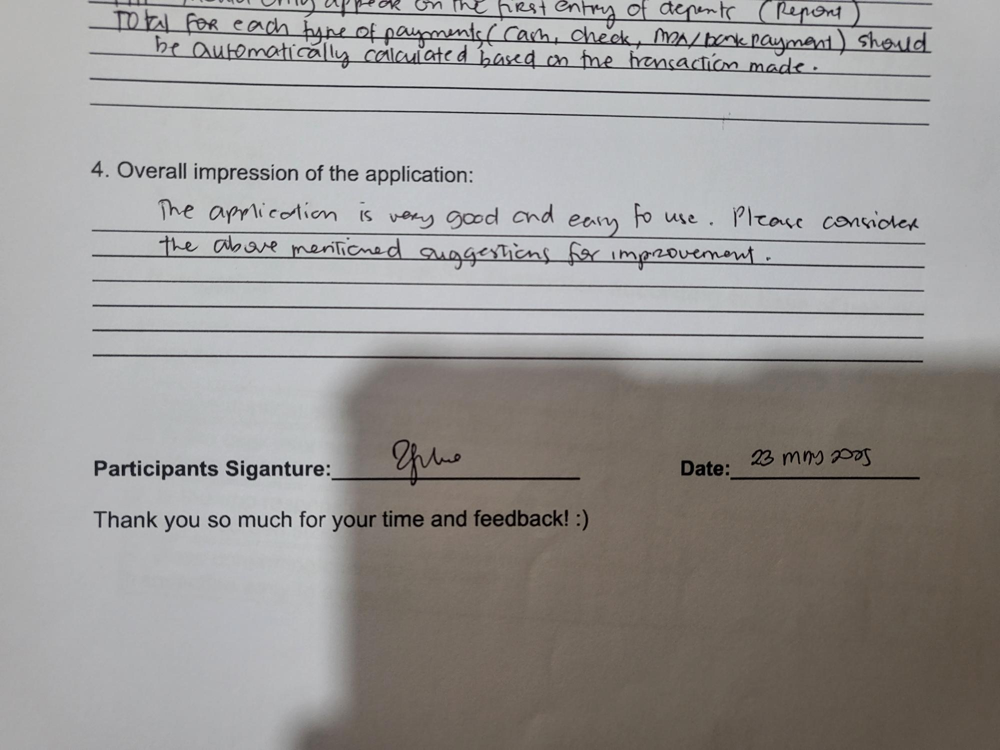 should only appear on the first entry of deposits (Report)
Total for each type of payments (Cash, check, MDA/bank payment) should
be automatically calculated based on the transaction made.
4. Overall impression of the application:
The application is very good and easy to use. Please consider
the above mentioned suggestions for improvement.
Participants Siganture:
Date: 23 May 2025
Thank you so much for your time and feedback! :)